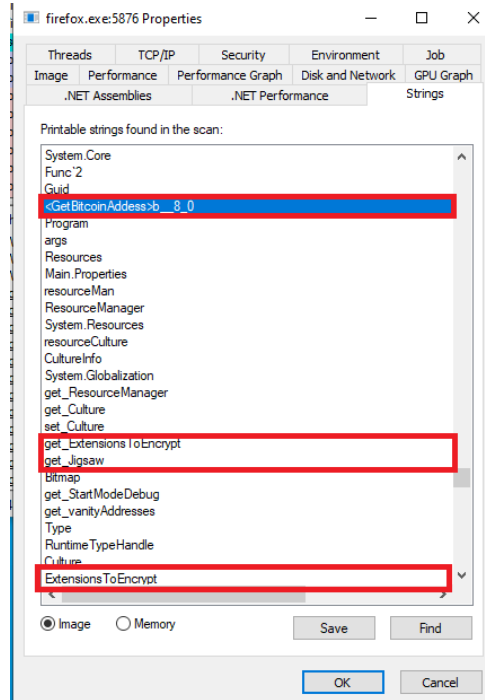 firefox.exe:5876 Properties
Threads TCP/IP Security Environment Job
Image Performance Performance Graph Disk and Network GPU Graph
.NET Assemblies .NET Performance Strings
Printable strings found in the scan:
System.Core
Func`2
Guid
<GetBitcoinAddess>b__8_0
Program
args
Resources
Main.Properties
resourceMan
ResourceManager
System.Resources
resourceCulture
CultureInfo
System.Globalization
get_ResourceManager
get_Culture
set_Culture
get_ExtensionsToEncrypt
get_Jigsaw
Bitmap
get_StartModeDebug
get_vanityAddresses
Type
RuntimeTypeHandle
Culture
ExtensionsToEncrypt
Image Memory Save Find
OK Cancel